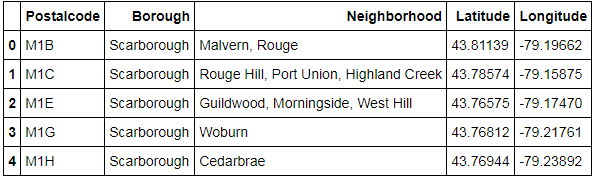 Postalcode Borough Neighborhood Latitude Longitude
0 M1B Scarborough Malvern, Rouge 43.81139 -79.19662
1 M1C Scarborough Rouge Hill, Port Union, Highland Creek 43.78574 -79.15875
2 M1E Scarborough Guildwood, Morningside, West Hill 43.76575 -79.17470
3 M1G Scarborough Woburn 43.76812 -79.21761
4 M1H Scarborough Cedarbrae 43.76944 -79.23892